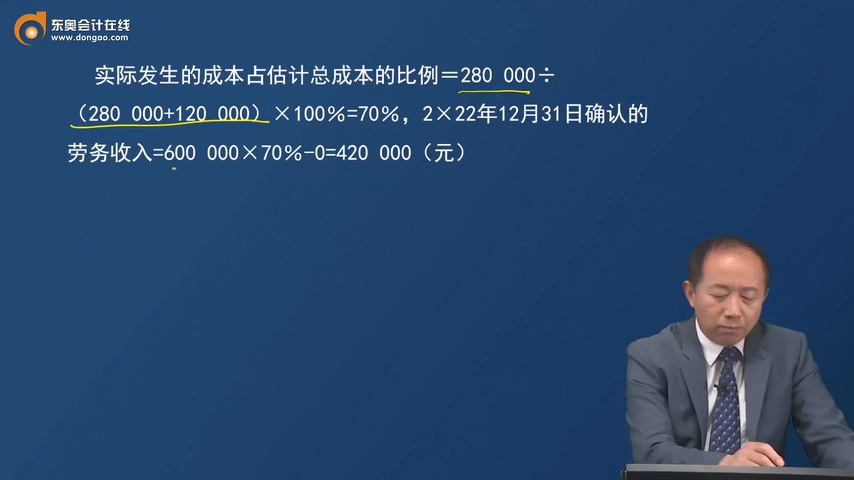 东奥会计在线
www.dongao.com
实际发生的成本占估计总成本的比例＝280 000÷
（280 000+120 000）×100％=70％，2×22年12月31日确认的
劳务收入=600 000×70％-0=420 000（元）